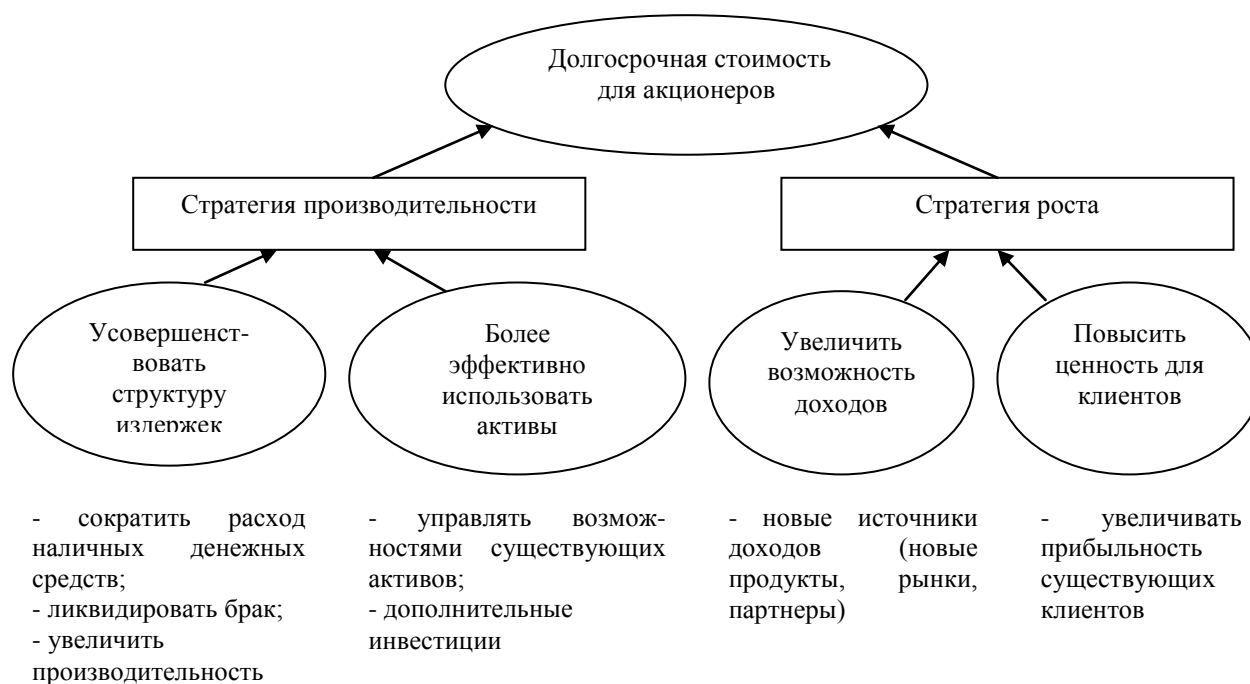 Долгосрочная стоимость
для акционеров
Стратегия производительности
Стратегия роста
Усовершенст-
вовать
структуру
издержек
Более
эффективно
использовать
активы
Увеличить
возможность
доходов
Повысить
ценность для
клиентов
- сократить расход
наличных денежных
средств;
- ликвидировать брак;
- увеличить
производительность
- управлять возмож-
ностями существующих
активов;
- дополнительные
инвестиции
- новые источники
доходов (новые
продукты, рынки,
партнеры)
- увеличивать
прибыльность
существующих
клиентов